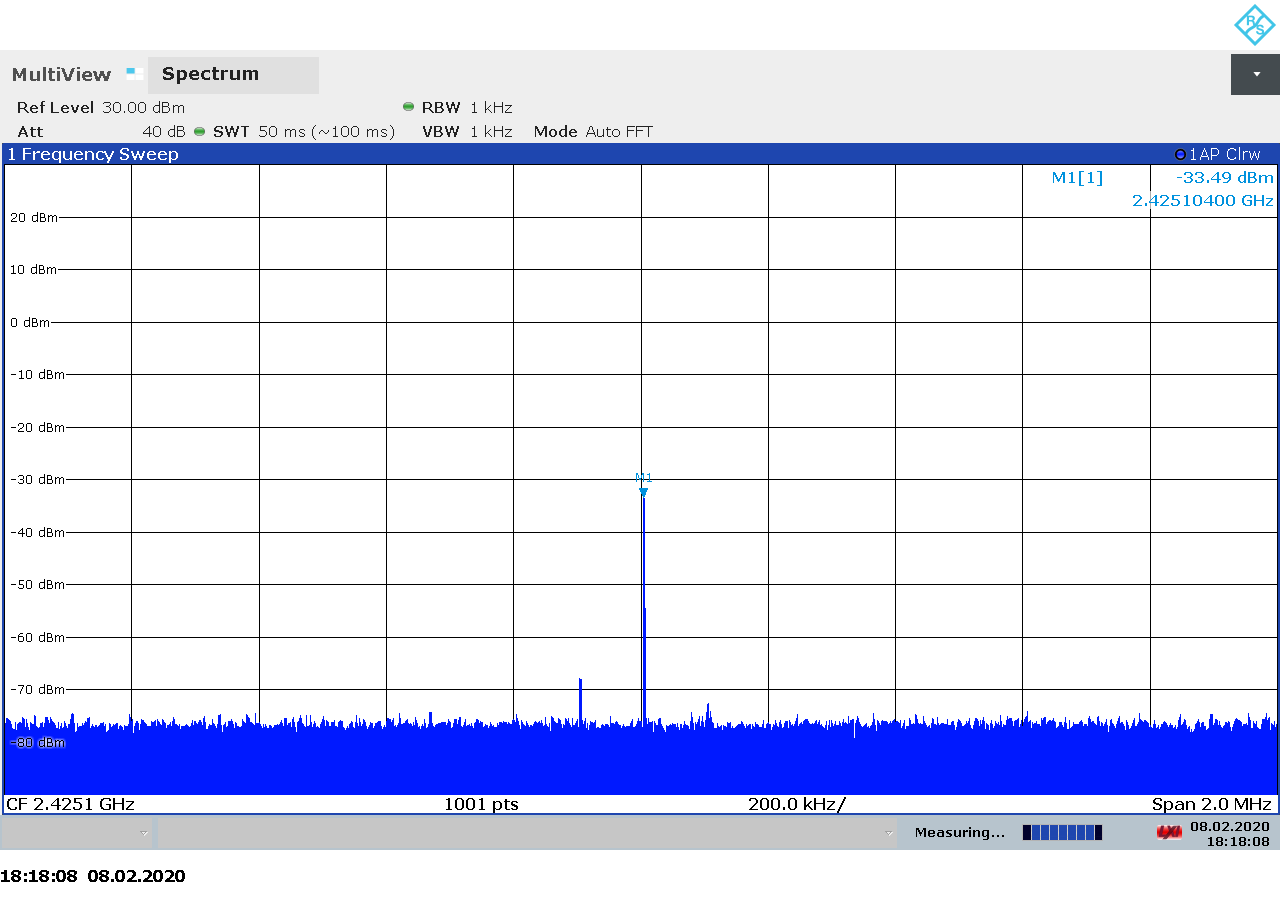 R S
MultiView Spectrum
Ref Level 30.00 dBm RBW 1 kHz
Att 40 dB SWT 50 ms (~100 ms) VBW 1 kHz Mode Auto FFT
1 Frequency Sweep 1AP Clrw
M1[1] -33.49 dBm
2.42510400 GHz
20 dBm
10 dBm
0 dBm
-10 dBm
-20 dBm
M1
-30 dBm
-40 dBm
-50 dBm
-60 dBm
-70 dBm
-80 dBm
CF 2.4251 GHz 1001 pts 200.0 kHz/ Span 2.0 MHz
Measuring... LXI 08.02.2020
18:18:08
18:18:08 08.02.2020